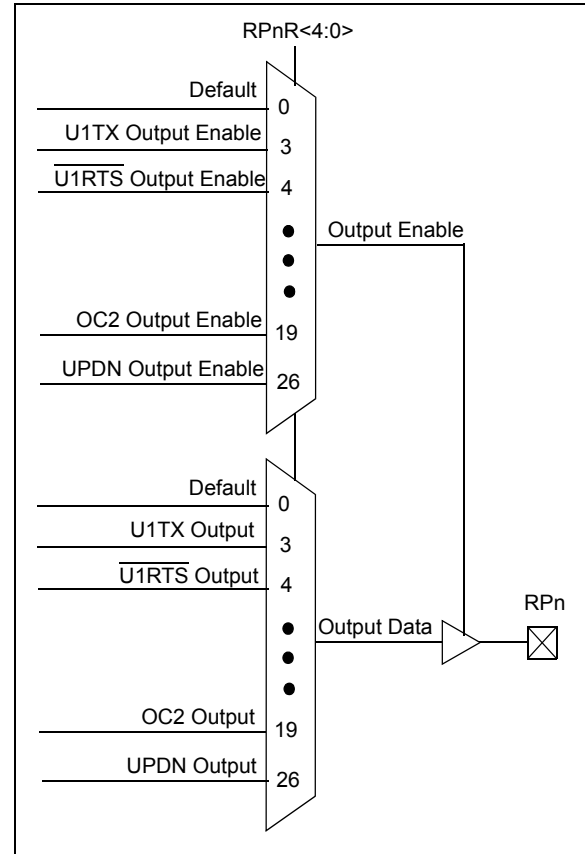 RPnR<4:0>
Default
0
U1TX Output Enable
3
U1RTS Output Enable
4
Output Enable
OC2 Output Enable
19
UPDN Output Enable
26
Default
0
U1TX Output
3
U1RTS Output
4
RPn
Output Data
OC2 Output
19
UPDN Output
26